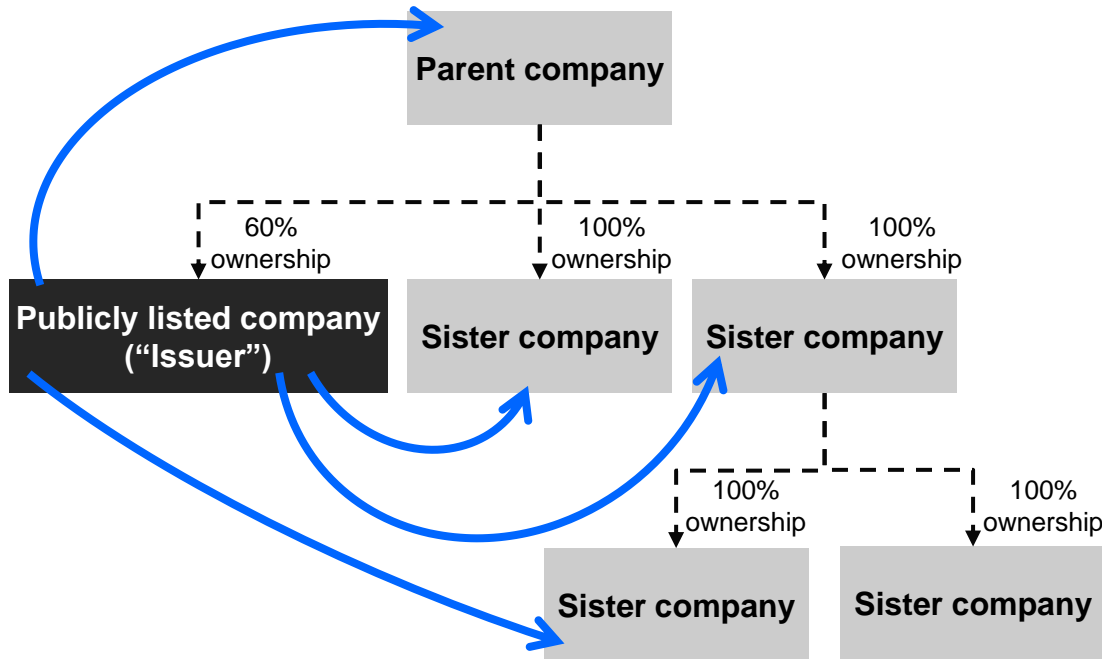 Parent company
60%
ownership
100%
ownership
100%
ownership
Publicly listed company
(“Issuer”)
Sister company
Sister company
100%
ownership
100%
ownership
Sister company
Sister company